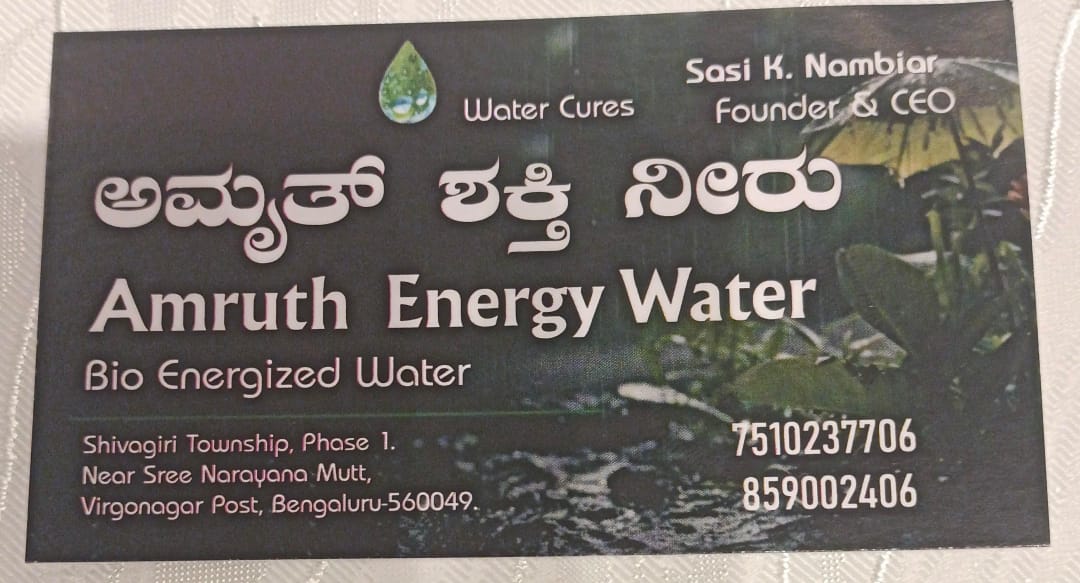 Sasi K. Nambiar
Founder & CEO
Water Cures
ಅಮೃತ್ ಶಕ್ತಿ ನೀರು
Amruth Energy Water
Bio Energized Water
Shivagiri Township, Phase 1.
Near Sree Narayana Mutt,
Virgonagar Post, Bengaluru-560049.
7510237706
859002406